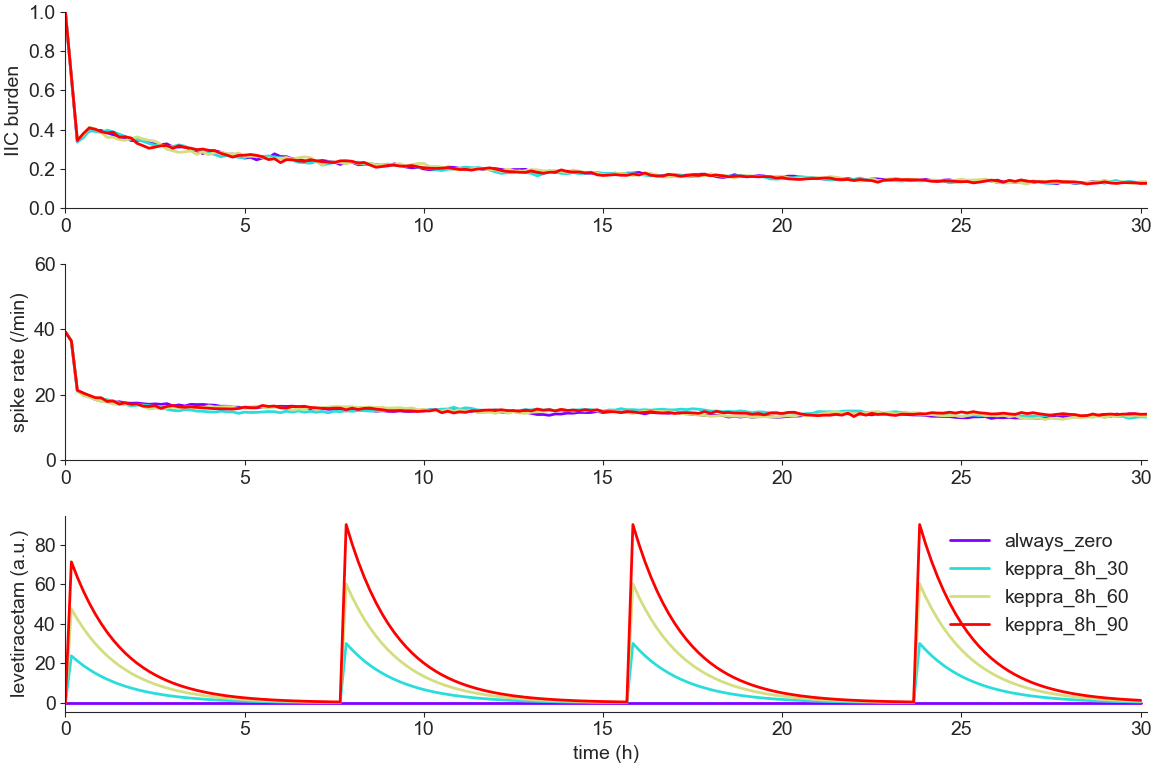 IIC burden
1.0
0.8
0.6
0.4
0.2
0.0
0 5 10 15 20 25 30
spike rate (/min)
60
40
20
0
0 5 10 15 20 25 30
levetiracetam (a.u.)
80
60
40
20
0
always_zero
keppra_8h_30
keppra_8h_60
keppra_8h_90
0 5 10 15 20 25 30
time (h)